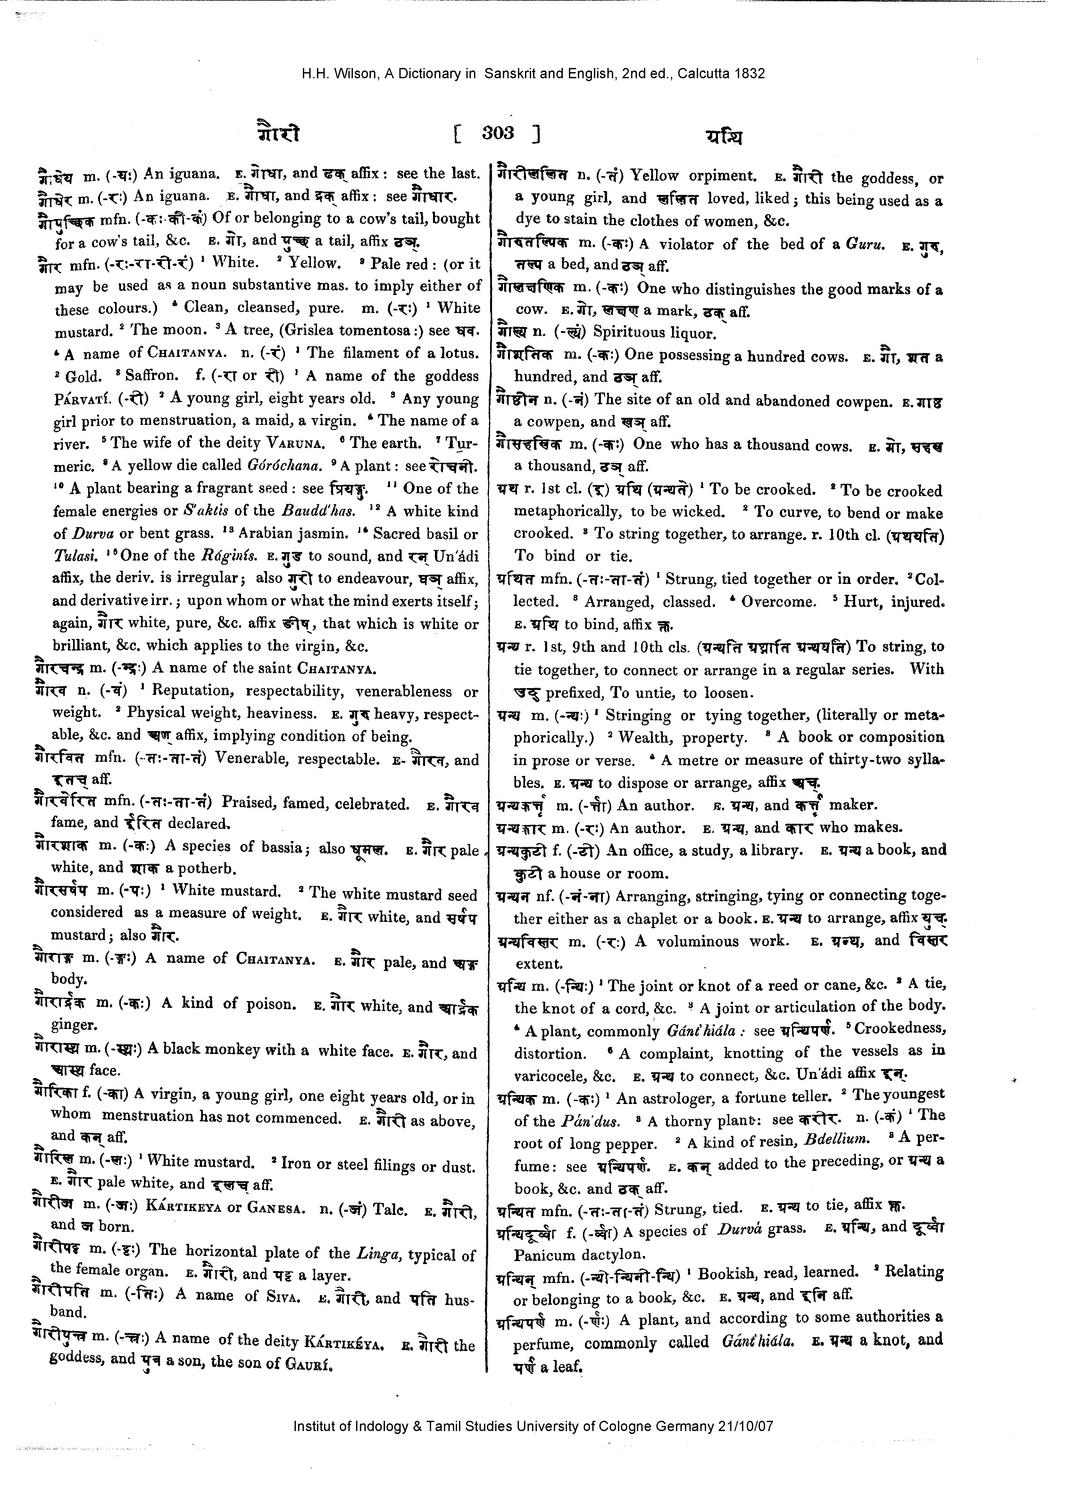 H.H. Wilson, A Dictionary in Sanskrit and English, 2nd ed., Calcutta 1832
गौरी [ 303 ] ग्रन्थि
गौधेय m. (-यः) An iguana. E. गोधा, and ढक् affix: see the last.
गौधेर m. (-रः) An iguana. E. गोधा, and द्रक् affix: see गौधार.
गौपुच्छिक mfn. (-कः-की-कं) Of or belonging to a cow's tail, bought
for a cow's tail, &c. E. गो, and पुच्छ a tail, affix ठञ्.
गौर mfn. (-रः-रा-री-रं) ¹ White. ² Yellow. ³ Pale red: (or it
may be used as a noun substantive mas. to imply either of
these colours.) ⁴ Clean, cleansed, pure. m. (-रः) ¹ White
mustard. ² The moon. ³ A tree, (Grislea tomentosa:) see धव.
⁴ A name of CHAITANYA. n. (-रं) ¹ The filament of a lotus.
² Gold. ³ Saffron. f. (-रा or री) ¹ A name of the goddess
PÁRVATÍ. (-री) ² A young girl, eight years old. ³ Any young
girl prior to menstruation, a maid, a virgin. ⁴ The name of a
river. ⁵ The wife of the deity VARUNA. ⁶ The earth. ⁷ Tur-
meric. ⁸ A yellow die called Góróchana. ⁹ A plant: see रोचनी.
¹⁰ A plant bearing a fragrant seed: see प्रियङ्गु. ¹¹ One of the
female energies or S'aktis of the Baudd'has. ¹² A white kind
of Durva or bent grass. ¹³ Arabian jasmin. ¹⁴ Sacred basil or
Tulasi. ¹⁵ One of the Róginís. E. गुङ to sound, and रन् Un'ádi
affix, the deriv. is irregular; also गुरी to endeavour, घञ् affix,
and derivative irr.; upon whom or what the mind exerts itself;
again, गौर white, pure, &c. affix ङीष्, that which is white or
brilliant, &c. which applies to the virgin, &c.
गौरचन्द्र m. (-न्द्रः) A name of the saint CHAITANYA.
गौरव n. (-वं) ¹ Reputation, respectability, venerableness or
weight. ² Physical weight, heaviness. E. गुरु heavy, respect-
able, &c. and अण् affix, implying condition of being.
गौरवित mfn. (-तः-ता-तं) Venerable, respectable. E- गौरव, and
इतच् aff.
गौरवेरित mfn. (-तः-ता-तं) Praised, famed, celebrated. E. गौरव
fame, and ईरित declared.
गौरशाक m. (-कः) A species of bassia; also धूमल. E. गौर pale
white, and शाक a potherb.
गौरसर्षप m. (-पः) ¹ White mustard. ² The white mustard seed
considered as a measure of weight. E. गौर white, and सर्षप
mustard; also गौर.
गौराङ्ग m. (-ङ्गः) A name of CHAITANYA. E. गौर pale, and अङ्ग
body.
गौरार्द्रक m. (-कः) A kind of poison. E. गौर white, and आर्द्रक
ginger.
गौरास्य m. (-स्यः) A black monkey with a white face. E. गौर, and
आस्य face.
गौरिका f. (-का) A virgin, a young girl, one eight years old, or in
whom menstruation has not commenced. E. गौरी as above,
and कन् aff.
गौरिल m. (-लः) ¹ White mustard. ² Iron or steel filings or dust.
E. गौर pale white, and इलच् aff.
गौरीज m. (-जः) KÁRTIKEYA or GANESA. n. (-जं) Talc. E. गौरी,
and ज born.
गौरीपट्ट m. (-ट्टः) The horizontal plate of the Linga, typical of
the female organ. E. गौरी, and पट्ट a layer.
गौरीपति m. (-तिः) A name of SIVA. E. गौरी, and पति hus-
band.
गौरीपुत्त्र m. (-त्त्रः) A name of the deity KÁRTIKÉYA. E. गौरी the
goddess, and पुत्र a son, the son of GAURÍ.
गौरीललित n. (-तं) Yellow orpiment. E. गौरी the goddess, or
a young girl, and ललित loved, liked; this being used as a
dye to stain the clothes of women, &c.
गौरुतल्पिक m. (-कः) A violator of the bed of a Guru. E. गुरु,
तल्प a bed, and ठञ् aff.
गौलक्षणिक m. (-कः) One who distinguishes the good marks of a
cow. E. गो, लक्षण a mark, ठक् aff.
गौल्य n. (-ल्यं) Spirituous liquor.
गौशतिक m. (-कः) One possessing a hundred cows. E. गो, शत a
hundred, and ठञ् aff.
गौष्ठीन n. (-नं) The site of an old and abandoned cowpen. E. गोष्ठ
a cowpen, and खञ् aff.
गौसहस्रिक m. (-कः) One who has a thousand cows. E. गो, सहस्र
a thousand, ठञ् aff.
ग्रथ r. 1st cl. (इ) ग्रथि (ग्रन्थते) ¹ To be crooked. ² To be crooked
metaphorically, to be wicked. ² To curve, to bend or make
crooked. ³ To string together, to arrange. r. 10th cl. (ग्रथयति)
To bind or tie.
ग्रथित mfn. (-तः-ता-तं) ¹ Strung, tied together or in order. ² Col-
lected. ³ Arranged, classed. ⁴ Overcome. ⁵ Hurt, injured.
E. ग्रथि to bind, affix क्त.
ग्रन्थ r. 1st, 9th and 10th cls. (ग्रन्थति ग्रथ्नाति ग्रन्थयति) To string, to
tie together, to connect or arrange in a regular series. With
उद् prefixed, To untie, to loosen.
ग्रन्थ m. (-न्थः) ¹ Stringing or tying together, (literally or meta-
phorically.) ² Wealth, property. ³ A book or composition
in prose or verse. ⁴ A metre or measure of thirty-two sylla-
bles. E. ग्रन्थ to dispose or arrange, affix अच्.
ग्रन्थकर्त्तृ m. (-र्त्ता) An author. E. ग्रन्थ, and कर्त्तृ maker.
ग्रन्थकार m. (-रः) An author. E. ग्रन्थ, and कार who makes.
ग्रन्थकुटी f. (-टी) An office, a study, a library. E. ग्रन्थ a book, and
कुटी a house or room.
ग्रन्थन nf. (-नं-ना) Arranging, stringing, tying or connecting toge-
ther either as a chaplet or a book. E. ग्रन्थ to arrange, affix युच्.
ग्रन्थविस्तर m. (-रः) A voluminous work. E. ग्रन्थ, and विस्तर
extent.
ग्रन्थि m. (-न्थिः) ¹ The joint or knot of a reed or cane, &c. ² A tie,
the knot of a cord, &c. ³ A joint or articulation of the body.
⁴ A plant, commonly Gánt'hiála: see ग्रन्थिपर्ण. ⁵ Crookedness,
distortion. ⁶ A complaint, knotting of the vessels as in
varicocele, &c. E. ग्रन्थ to connect, &c. Un'ádi affix इन्.
ग्रन्थिक m. (-कः) ¹ An astrologer, a fortune teller. ² The youngest
of the Pán'dus. ³ A thorny plant: see करीर. n. (-कं) ¹ The
root of long pepper. ² A kind of resin, Bdellium. ³ A per-
fume: see ग्रन्थिपर्ण. E. कन् added to the preceding, or ग्रन्थ a
book, &c. and ठक् aff.
ग्रन्थित mfn. (-तः-ता-तं) Strung, tied. E. ग्रन्थ to tie, affix क्त.
ग्रन्थिदूर्व्वा f. (-र्व्वा) A species of Durvá grass. E. ग्रन्थि, and दूर्व्वा
Panicum dactylon.
ग्रन्थिन् mfn. (-न्थी-न्थिनी-न्थि) ¹ Bookish, read, learned. ² Relating
or belonging to a book, &c. E. ग्रन्थ, and इनि aff.
ग्रन्थिपर्ण m. (-र्णः) A plant, and according to some authorities a
perfume, commonly called Gánt'hiála. E. ग्रन्थ a knot, and
पर्ण a leaf.
Institut of Indology & Tamil Studies University of Cologne Germany 21/10/07